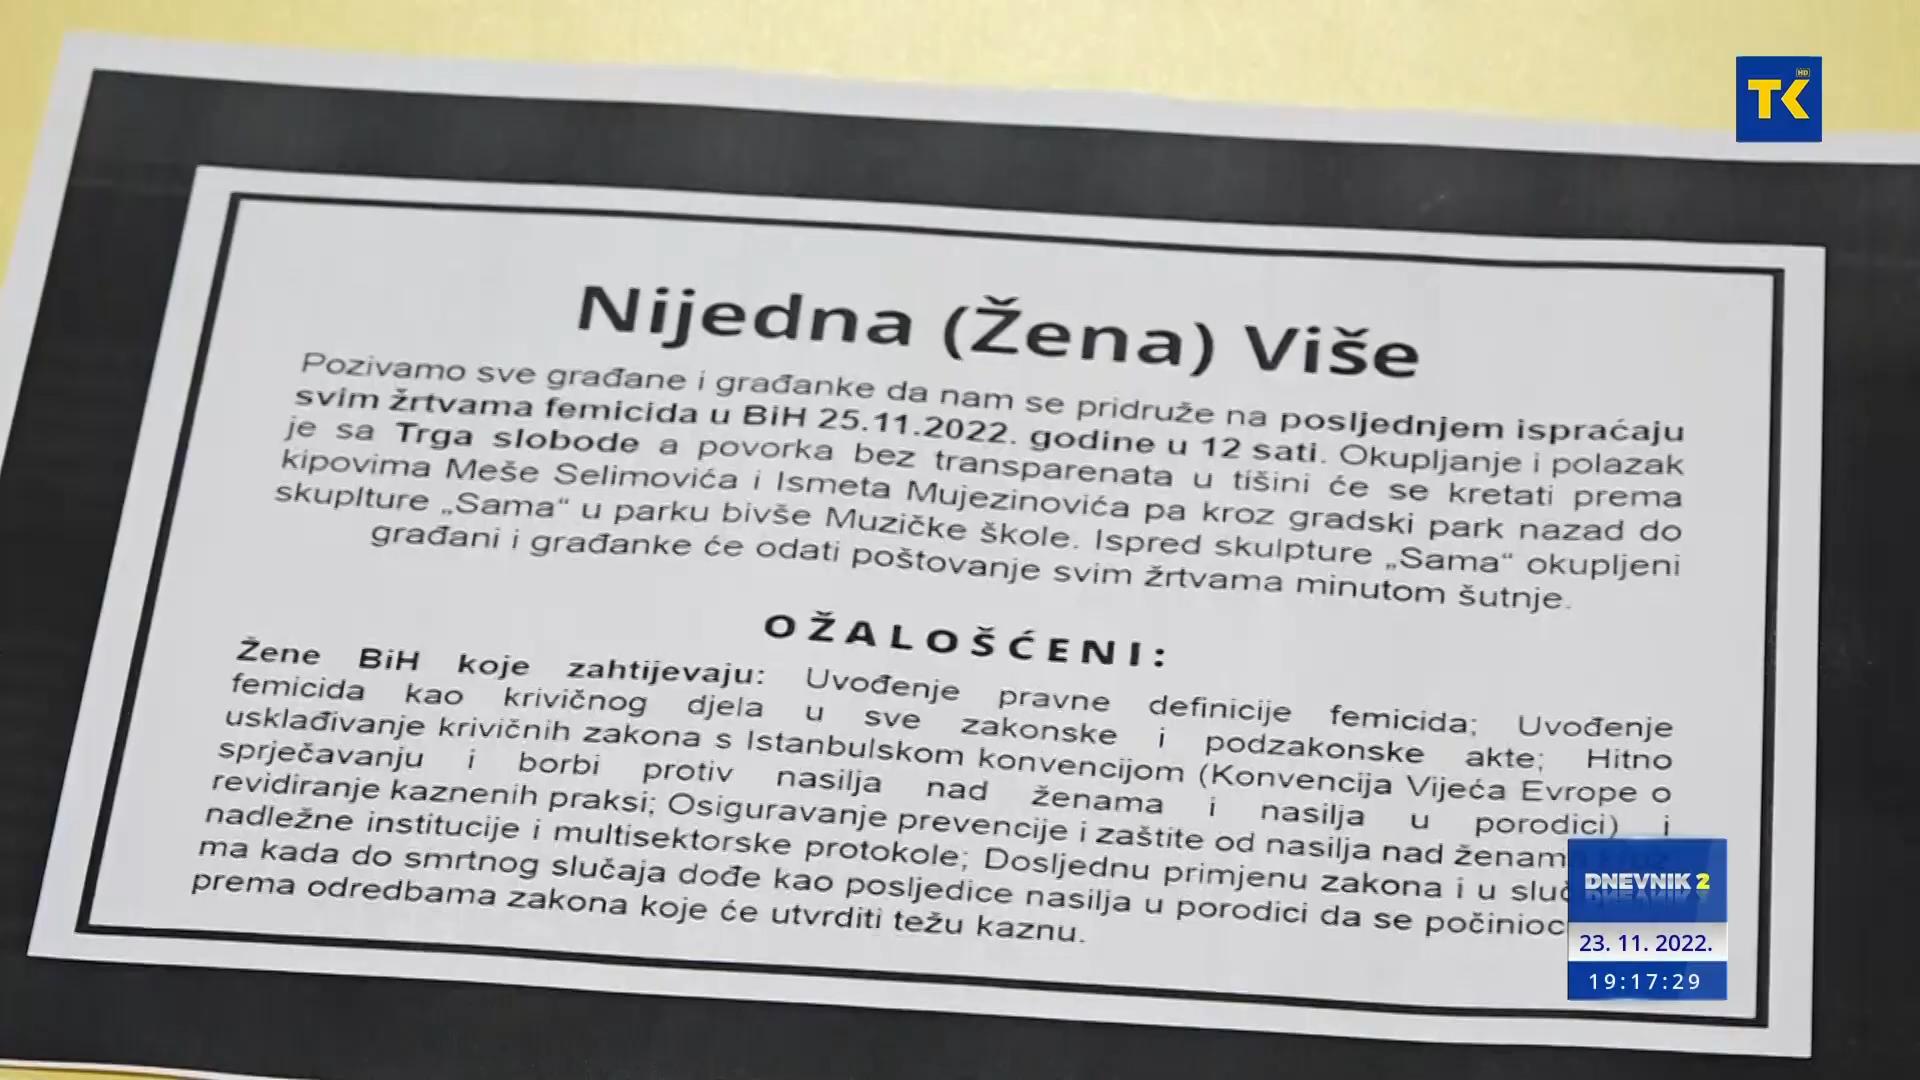 TK HD
Nijedna (Žena) Više
Pozivamo sve građane i građanke da nam se pridruže na posljednjem ispraćaju
svim žrtvama femicida u BiH 25.11.2022. godine u 12 sati. Okupljanje i polazak
je sa Trga slobode a povorka bez transparenata u tišini će se kretati prema
kipovima Meše Selimovića i Ismeta Mujezinovića pa kroz gradski park nazad do
skuplture „Sama“ u parku bivše Muzičke škole. Ispred skulpture „Sama“ okupljeni
građani i građanke će odati poštovanje svim žrtvama minutom šutnje.
OŽALOŠĆENI:
Žene BiH koje zahtijevaju: Uvođenje pravne definicije femicida; Uvođenje
femicida kao krivičnog djela u sve zakonske i podzakonske akte; Hitno
usklađivanje krivičnih zakona s Istanbulskom konvencijom (Konvencija Vijeća Evrope o
sprječavanju i borbi protiv nasilja nad ženama i nasilja u porodici) i
revidiranje kaznenih praksi; Osiguravanje prevencije i zaštite od nasilja nad ženama
nadležne institucije i multisektorske protokole; Dosljednu primjenu zakona i u
ma kada do smrtnog slučaja dođe kao posljedice nasilja u porodici da se
prema odredbama zakona koje će utvrditi težu kaznu.
DNEVNIK 2
23. 11. 2022.
19:17:29